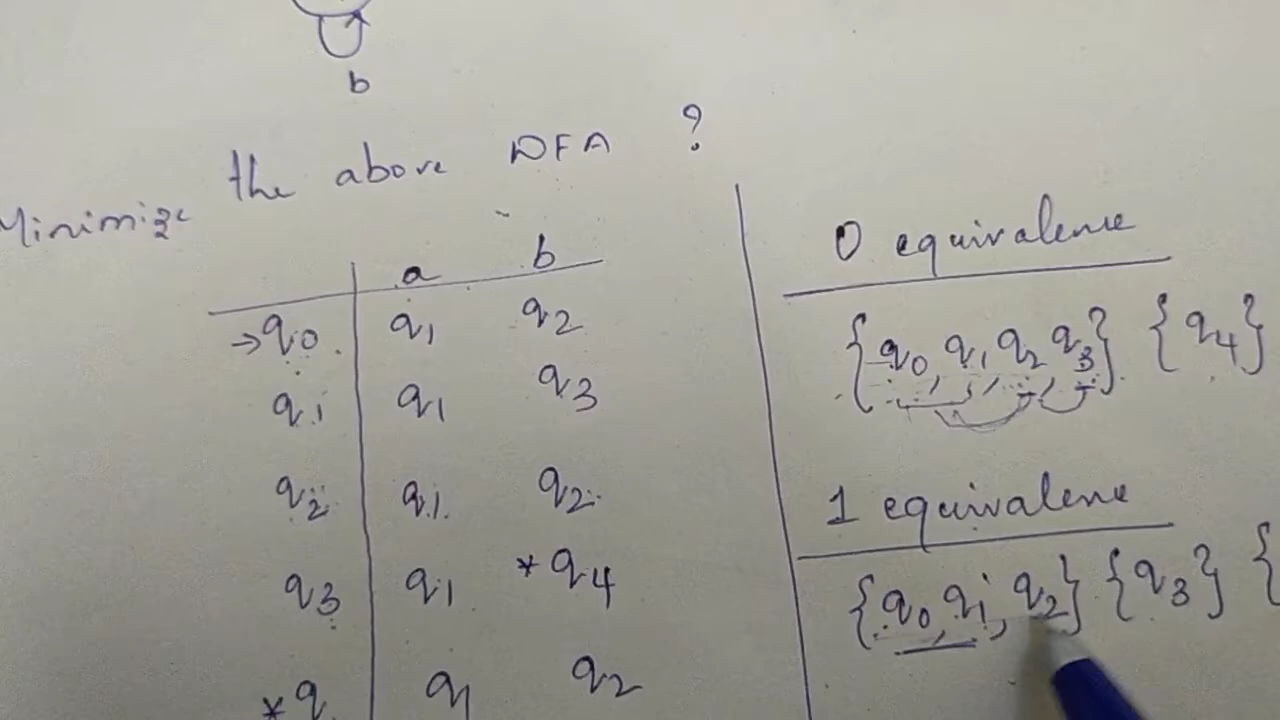 b
Minimize the above DFA ?
a b
→q0 q1 q2
q1 q1 q3
q2 q1 q2
q3 q1 *q4
*q q1 q2
0 equivalence
{q0, q1, q2, q3} {q4}
1 equivalence
{q0, q1, q2} {q3} {